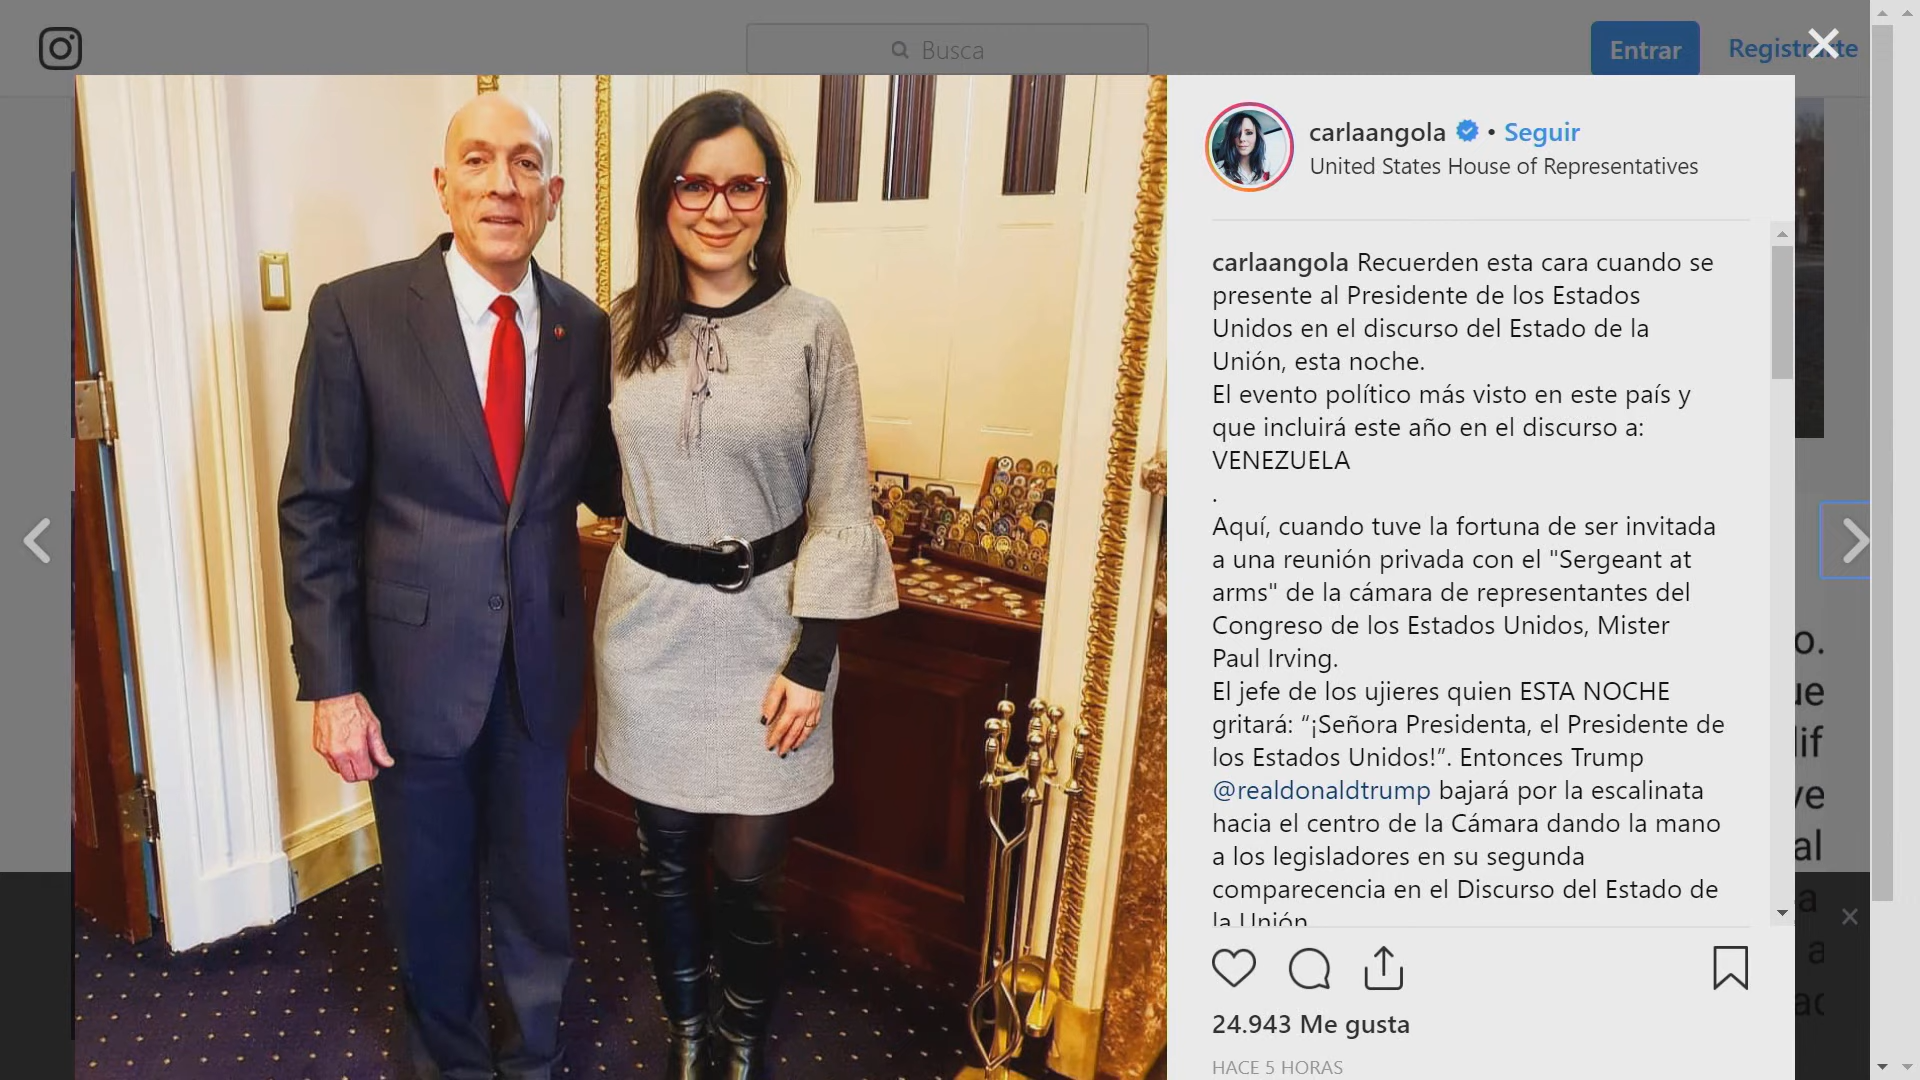 Busca
Entrar
Registrarte
carlaangola • Seguir
United States House of Representatives
carlaangola Recuerden esta cara cuando se
presente al Presidente de los Estados
Unidos en el discurso del Estado de la
Unión, esta noche.
El evento político más visto en este país y
que incluirá este año en el discurso a:
VENEZUELA
.
Aquí, cuando tuve la fortuna de ser invitada
a una reunión privada con el "Sergeant at
arms" de la cámara de representantes del
Congreso de los Estados Unidos, Mister
Paul Irving.
El jefe de los ujieres quien ESTA NOCHE
gritará: “¡Señora Presidenta, el Presidente de
los Estados Unidos!”. Entonces Trump
@realdonaldtrump bajará por la escalinata
hacia el centro de la Cámara dando la mano
a los legisladores en su segunda
comparecencia en el Discurso del Estado de
la Unión
24.943 Me gusta
HACE 5 HORAS